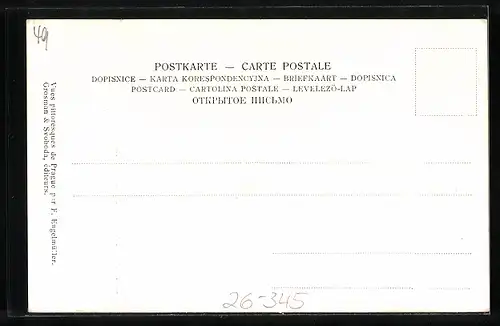 49
POSTKARTE — CARTE POSTALE
DOPISNICE — KARTA KORESPONDENCYJNA — BRIEFKAART — DOPISNICA
POSTCARD — CARTOLINA POSTALE — LEVELEZŐ-LAP
ОТКРЫТОЕ ПИСЬМО
Vues pittoresques de Prague par F. Engelmüller.
Grosman & Svoboda, éditeurs.
26-345